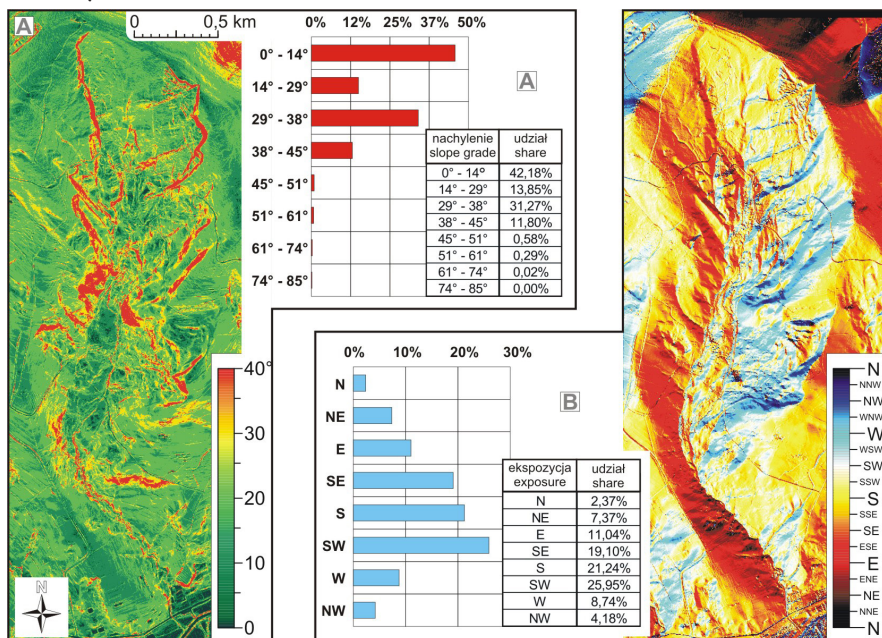 A
0 0,5 km
0% 12% 25% 37% 50%
0° - 14°
14° - 29°
29° - 38°
38° - 45°
45° - 51°
51° - 61°
61° - 74°
74° - 85°
A
nachylenie udział
slope grade share
0° - 14° 42,18%
14° - 29° 13,85%
29° - 38° 31,27%
38° - 45° 11,80%
45° - 51° 0,58%
51° - 61° 0,29%
61° - 74° 0,02%
74° - 85° 0,00%
40°
30
20
10
0
N
0% 10% 20% 30%
N
NE
E
SE
S
SW
W
NW
B
ekspozycja udział
exposure share
N 2,37%
NE 7,37%
E 11,04%
SE 19,10%
S 21,24%
SW 25,95%
W 8,74%
NW 4,18%
N
NNW
NW
WNW
W
WSW
SW
SSW
S
SSE
SE
ESE
E
ENE
NE
NNE
N